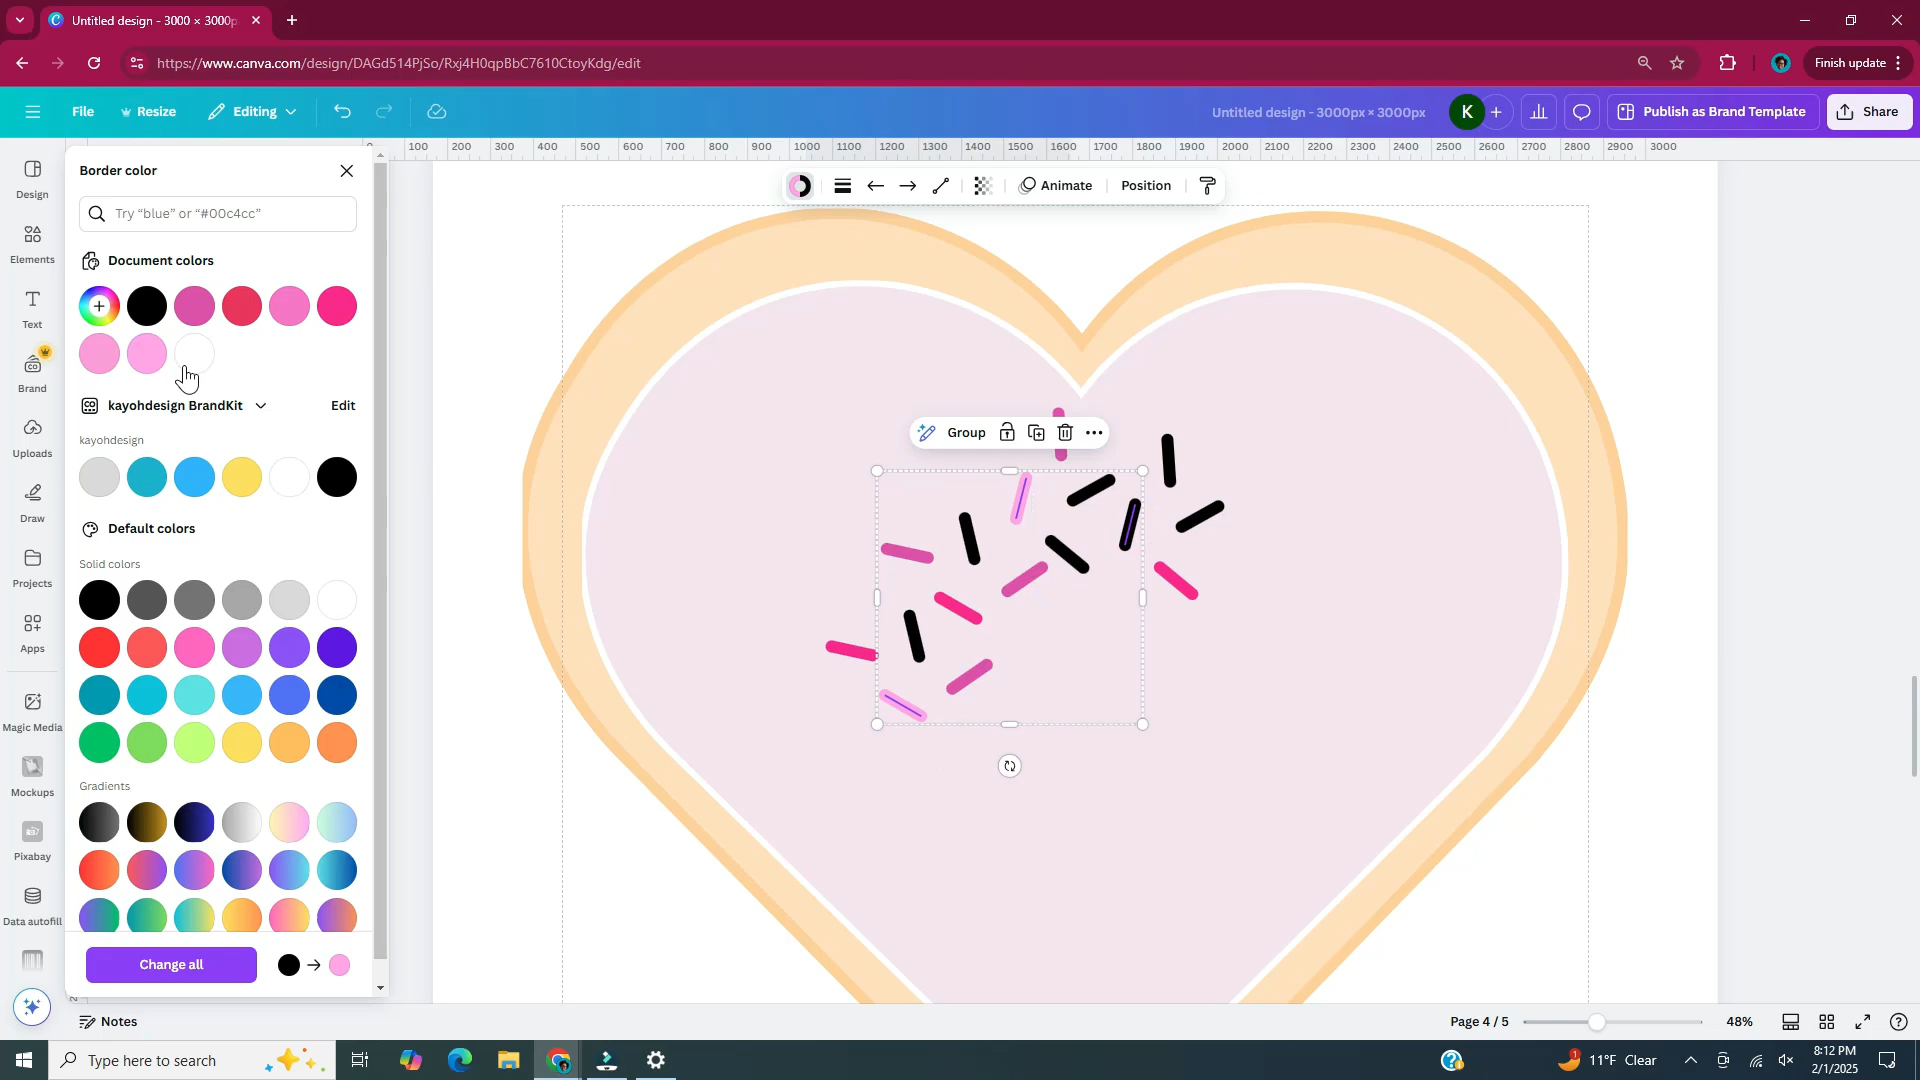 Untitled design - 3000 × 3000p
https://www.canva.com/design/DAGd514PjSo/Rxj4H0qpBbC7610CtoyKdg/edit
Finish update
File
Resize
Editing
Untitled design - 3000px × 3000px
K
Publish as Brand Template
Share
0 100 200 300 400 500 600 700 800 900 1000 1100 1200 1300 1400 1500 1600 1700 1800 1900 2000 2100 2200 2300 2400 2500 2600 2700 2800 2900 3000
Design
Elements
Text
Brand
Uploads
Draw
Projects
Apps
Magic Media
Mockups
Pixabay
Data autofill
Border color
Try “blue” or “#00c4cc”
Document colors
kayohdesign BrandKit
Edit
kayohdesign
Default colors
Solid colors
Gradients
Change all
Animate
Position
Group
Notes
Page 4 / 5
48%
Type here to search
1
11°F Clear
8:12 PM
2/1/2025